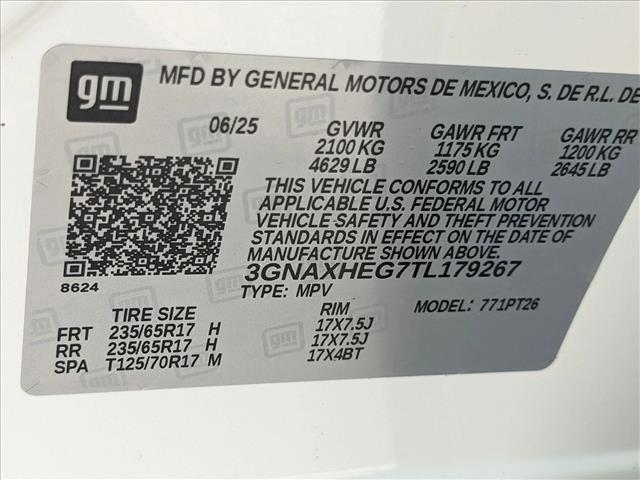 gm
MFD BY GENERAL MOTORS DE MEXICO, S. DE R.L. DE
06/25 GVWR GAWR FRT GAWR RR
2100 KG 1175 KG 1200 KG
4629 LB 2590 LB 2645 LB
THIS VEHICLE CONFORMS TO ALL
APPLICABLE U.S. FEDERAL MOTOR
VEHICLE SAFETY AND THEFT PREVENTION
STANDARDS IN EFFECT ON THE DATE OF
MANUFACTURE SHOWN ABOVE.
3GNAXHEG7TL179267
8624
TYPE: MPV MODEL: 771PT26
TIRE SIZE RIM
FRT 235/65R17 H 17X7.5J
RR 235/65R17 H 17X7.5J
SPA T125/70R17 M 17X4BT